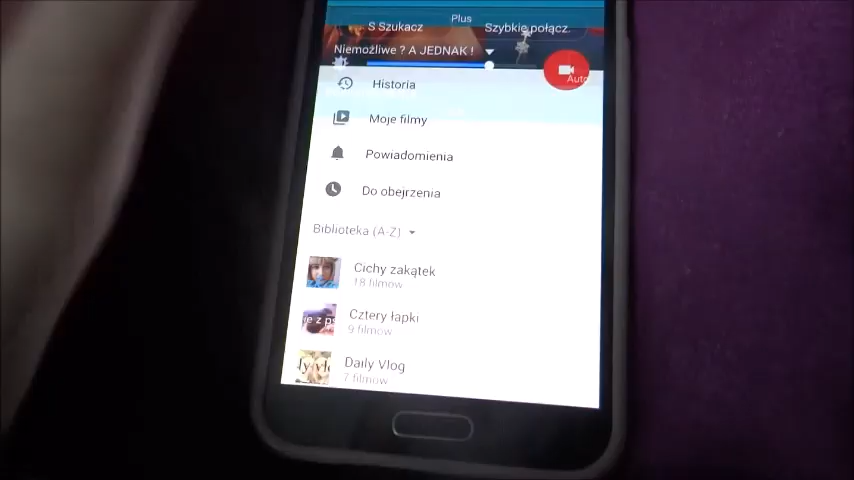 Plus
S Szukacz Szybkie połącz.
Niemożliwe ? A JEDNAK !
Auto
Historia
Moje filmy
Powiadomienia
Do obejrzenia
Biblioteka (A-Z)
Cichy zakątek
18 filmów
Cztery łapki
9 filmów
Daily Vlog
7 filmów